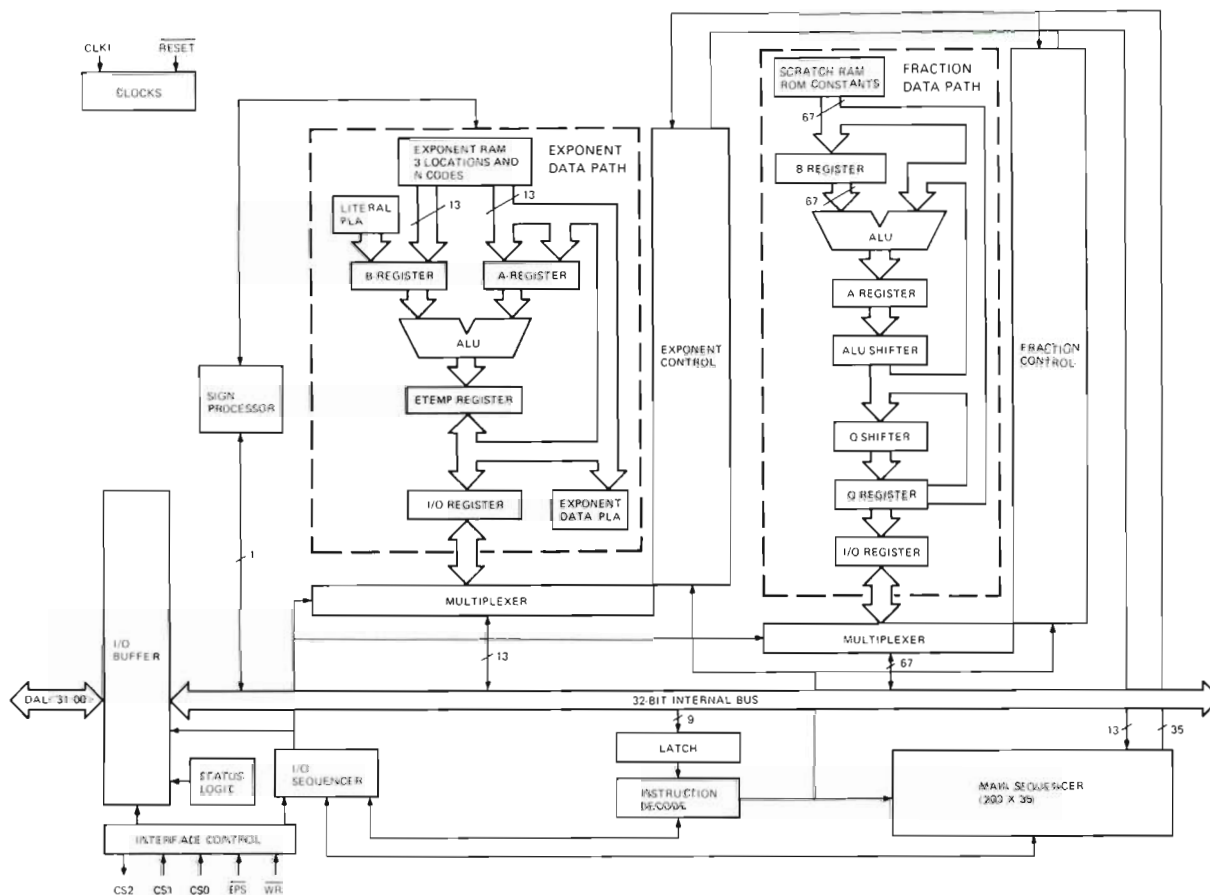 CLKI
RESET
CLOCKS
SCRATCH RAM
ROM CONSTANTS
FRACTION
DATA PATH
67
EXPONENT RAM
3 LOCATIONS AND
N CODES
EXPONENT
DATA PATH
B REGISTER
67
LITERAL
PLA
13
13
ALU
B-REGISTER
A-REGISTER
A REGISTER
ALU
EXPONENT
CONTROL
ALU SHIFTER
FRACTION
CONTROL
SIGN
PROCESSOR
ETEMP REGISTER
Q SHIFTER
Q REGISTER
I/O REGISTER
EXPONENT
DATA PLA
I/O REGISTER
1
MULTIPLEXER
MULTIPLEXER
I/O
BUFFER
13
67
DAL<31:00>
32-BIT INTERNAL BUS
9
13
35
LATCH
I/O
SEQUENCER
STATUS
LOGIC
INSTRUCTION
DECODE
MAIN SEQUENCER
(200 X 35)
INTERFACE CONTROL
CS2
CS1
CS0
EPS
WR